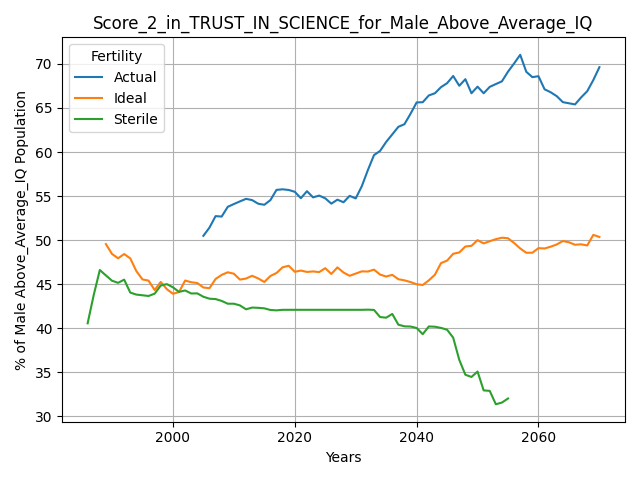 Score_2_in_TRUST_IN_SCIENCE_for_Male_Above_Average_IQ
Fertility
Actual
Ideal
Sterile
% of Male Above_Average_IQ Population
70
65
60
55
50
45
40
35
30
2000
2020
2040
2060
Years